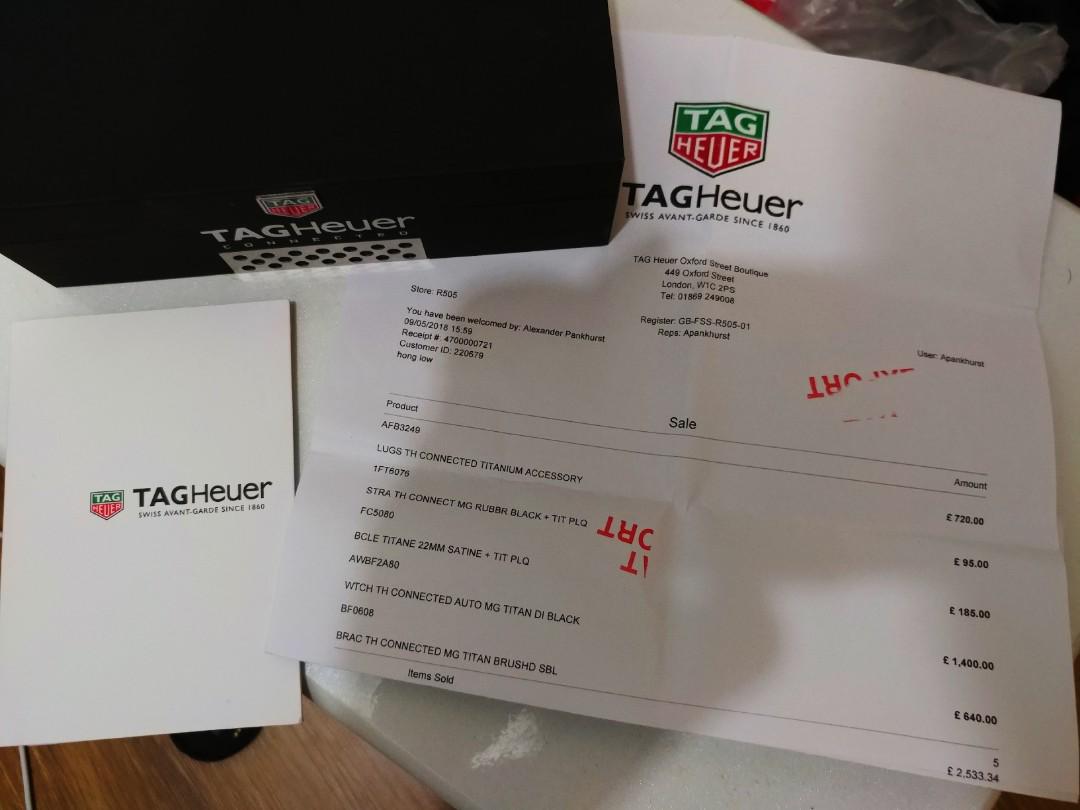 TAG
HEUER
TAGHeuer
CONNECTED
TAG
HEUER
TAGHeuer
SWISS AVANT-GARDE SINCE 1860
TAG
HEUER
TAGHeuer
SWISS AVANT-GARDE SINCE 1860
TAG Heuer Oxford Street Boutique
449 Oxford Street
London, W1C 2PS
Tel: 01869 249008
Store: R505
Register: GB-FSS-R505-01
You have been welcomed by: Alexander Pankhurst
Reps: Apankhurst
User: Apankhurst
09/05/2018 15:59
Receipt #: 4700000721
Customer ID: 220679
hong low
Sale
Product
Amount
AFB3249
LUGS TH CONNECTED TITANIUM ACCESSORY
£ 720.00
1FT6076
STRA TH CONNECT MG RUBBR BLACK + TIT PLQ
£ 95.00
FC5080
BCLE TITANE 22MM SATINE + TIT PLQ
£ 185.00
AWBF2A80
WTCH TH CONNECTED AUTO MG TITAN DI BLACK
£ 1,400.00
BF0608
BRAC TH CONNECTED MG TITAN BRUSHD SBL
£ 640.00
Items Sold
5
£ 2,533.34